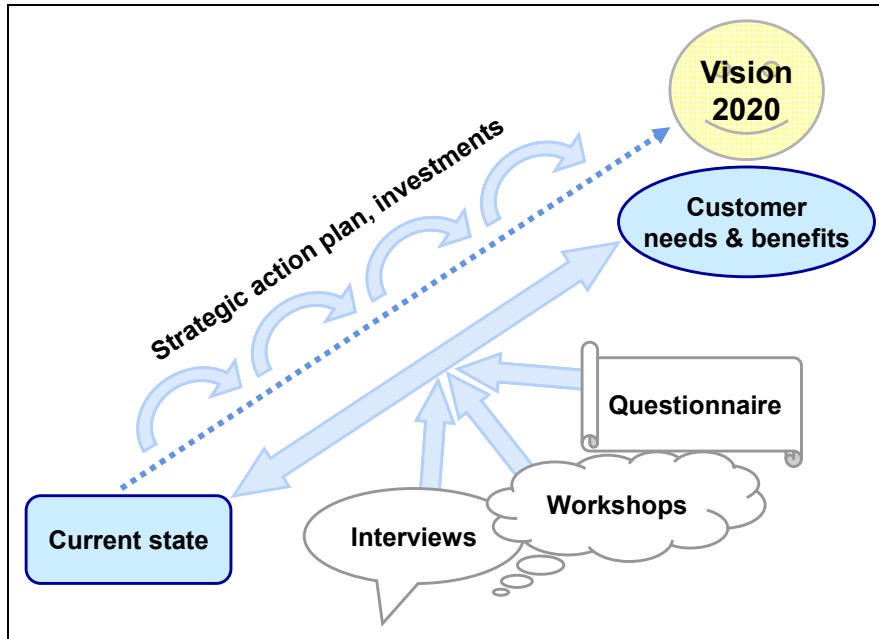 Vision
2020
Strategic action plan, investments
Customer
needs & benefits
Questionnaire
Workshops
Interviews
Current state